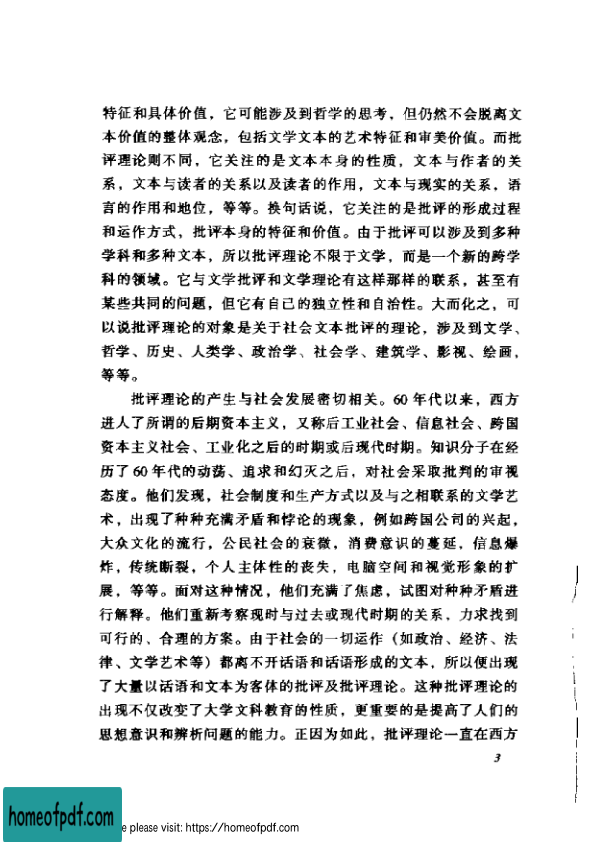 特征和具体价值，它可能涉及到哲学的思考，但仍然不会脱离文
本价值的整体观念，包括文学文本的艺术特征和审美价值。而批
评理论则不同，它关注的是文本本身的性质，文本与作者的关
系，文本与读者的关系以及读者的作用，文本与现实的关系，语
言的作用和地位，等等。换句话说，它关注的是批评的形成过程
和运作方式，批评本身的特征和价值。由于批评可以涉及到多种
学科和多种文本，所以批评理论不限于文学，而是一个新的跨学
科的领域。它与文学批评和文学理论有这样那样的联系，甚至有
某些共同的问题，但它有自己的独立性和自治性。大而化之，可
以说批评理论的对象是关于社会文本批评的理论，涉及到文学、
哲学、历史、人类学、政治学、社会学、建筑学、影视、绘画，
等等。
批评理论的产生与社会发展密切相关。60 年代以来，西方
进人了所谓的后期资本主义，又称后工业社会、信息社会、跨国
资本主义社会、工业化之后的时期或后现代时期。知识分子在经
历了 60 年代的动荡、追求和幻灭之后，对社会采取批判的审视
态度。他们发现，社会制度和生产方式以及与之相联系的文学艺
术，出现了种种充满矛盾和悖论的现象，例如跨国公司的兴起，
大众文化的流行，公民社会的衰微，消费意识的蔓延，信息爆
炸，传统断裂，个人主体性的丧失，电脑空间和视觉形象的扩
展，等等。面对这种情况，他们充满了焦虑，试图对种种矛盾进
行解释。他们重新考察现时与过去或现代时期的关系，力求找到
可行的、合理的方案。由于社会的一切运作（如政治、经济、法
律、文学艺术等）都离不开话语和话语形成的文本，所以便出现
了大量以话语和文本为客体的批评及批评理论。这种批评理论的
出现不仅改变了大学文科教育的性质，更重要的是提高了人们的
思想意识和辨析问题的能力。正因为如此，批评理论一直在西方
3
homeofpdf.com
e please visit: https://homeofpdf.com